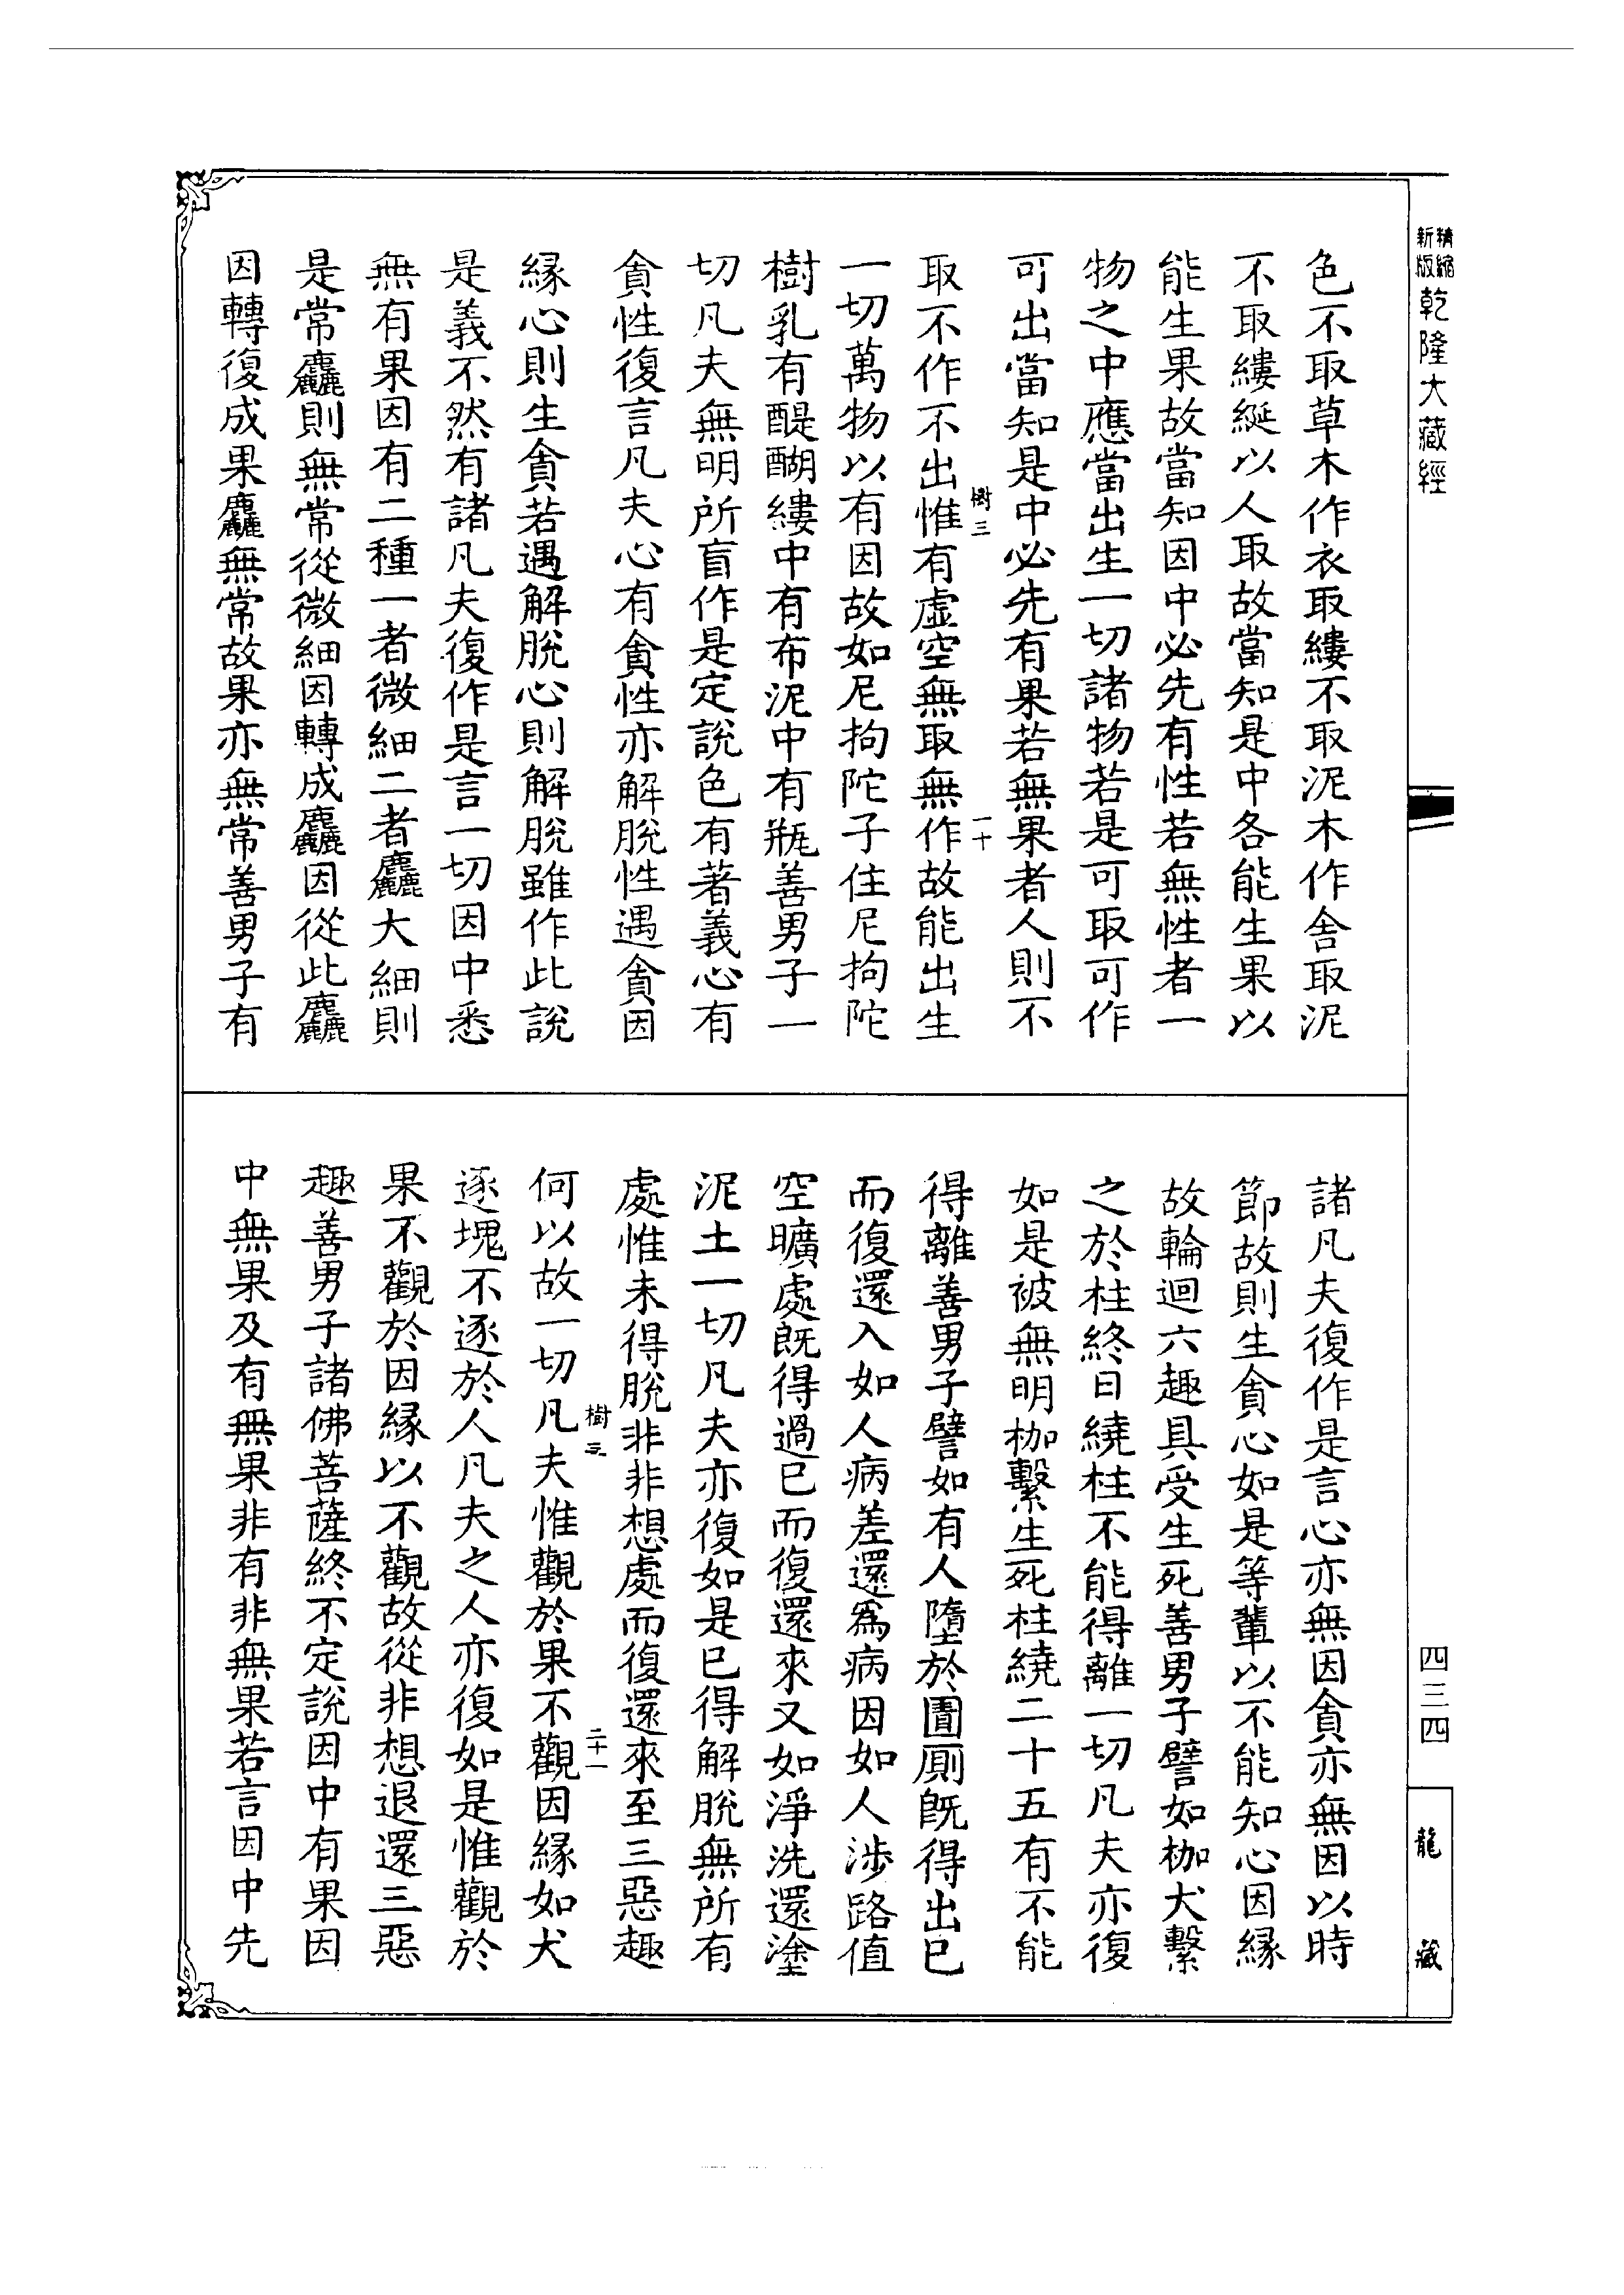 精縮
新版
乾隆大藏經
色不取草木作衣取縷不取泥木作舍取泥
不取縷綖以人取故當知是中各能生果以
能生果故當知因中必先有性若無性者一
物之中應當出生一切諸物若是可取可作
可出當知是中必先有果若無果者人則不
樹三
一十
取不作不出惟有虛空無取無作故能出生
一切萬物以有因故如尼拘陀子住尼拘陀
樹乳有醍醐縷中有布泥中有瓶善男子一
切凡夫無明所盲作是定說色有著義心有
貪性復言凡夫心有貪性亦解脫性遇貪因
緣心則生貪若遇解脫心則解脫雖作此說
是義不然有諸凡夫復作是言一切因中悉
無有果因有二種一者微細二者麤大細則
是常麤則無常從微細因轉成麤因從此麤
因轉復成果麤無常故果亦無常善男子有
諸凡夫復作是言心亦無因貪亦無因以時
節故則生貪心如是等輩以不能知心因緣
故輪迴六趣具受生死善男子譬如枷犬繫
之於柱終日繞柱不能得離一切凡夫亦復
如是被無明枷繫生死柱繞二十五有不能
得離善男子譬如有人墮於圊廁既得出已
而復還入如人病差還為病因如人涉路值
空曠處既得過已而復還來又如淨洗還塗
泥土一切凡夫亦復如是已得解脫無所有
處惟未得脫非非想處而復還來至三惡趣
樹三
二十一
何以故一切凡夫惟觀於果不觀因緣如犬
逐塊不逐於人凡夫之人亦復如是惟觀於
果不觀於因緣以不觀故從非想退還三惡
趣善男子諸佛菩薩終不定說因中有果因
中無果及有無果非有非無果若言因中先
四三四
龍藏